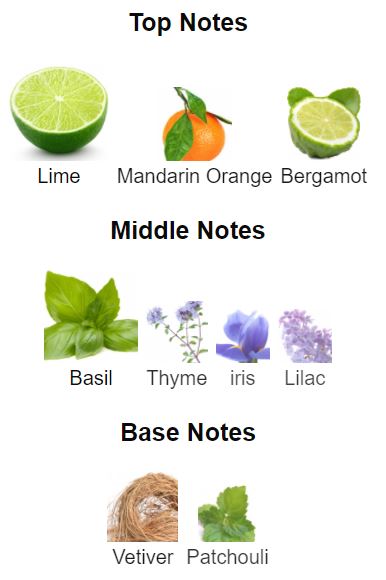 Top Notes
Lime Mandarin Orange Bergamot
Middle Notes
Basil Thyme iris Lilac
Base Notes
Vetiver Patchouli